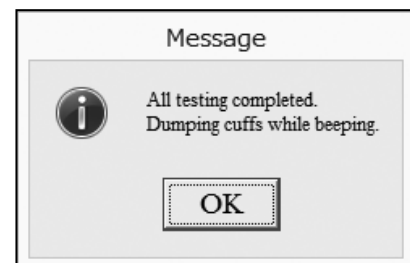 Message
All testing completed.
Dumping cuffs while beeping.
OK